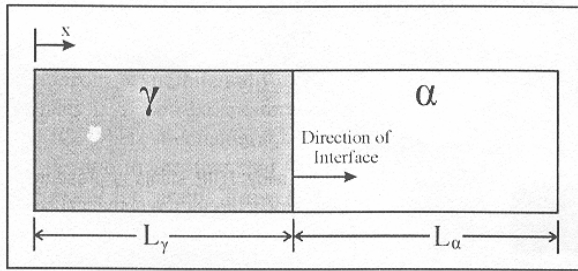 x
γ
α
Direction of
Interface
Lγ
Lα